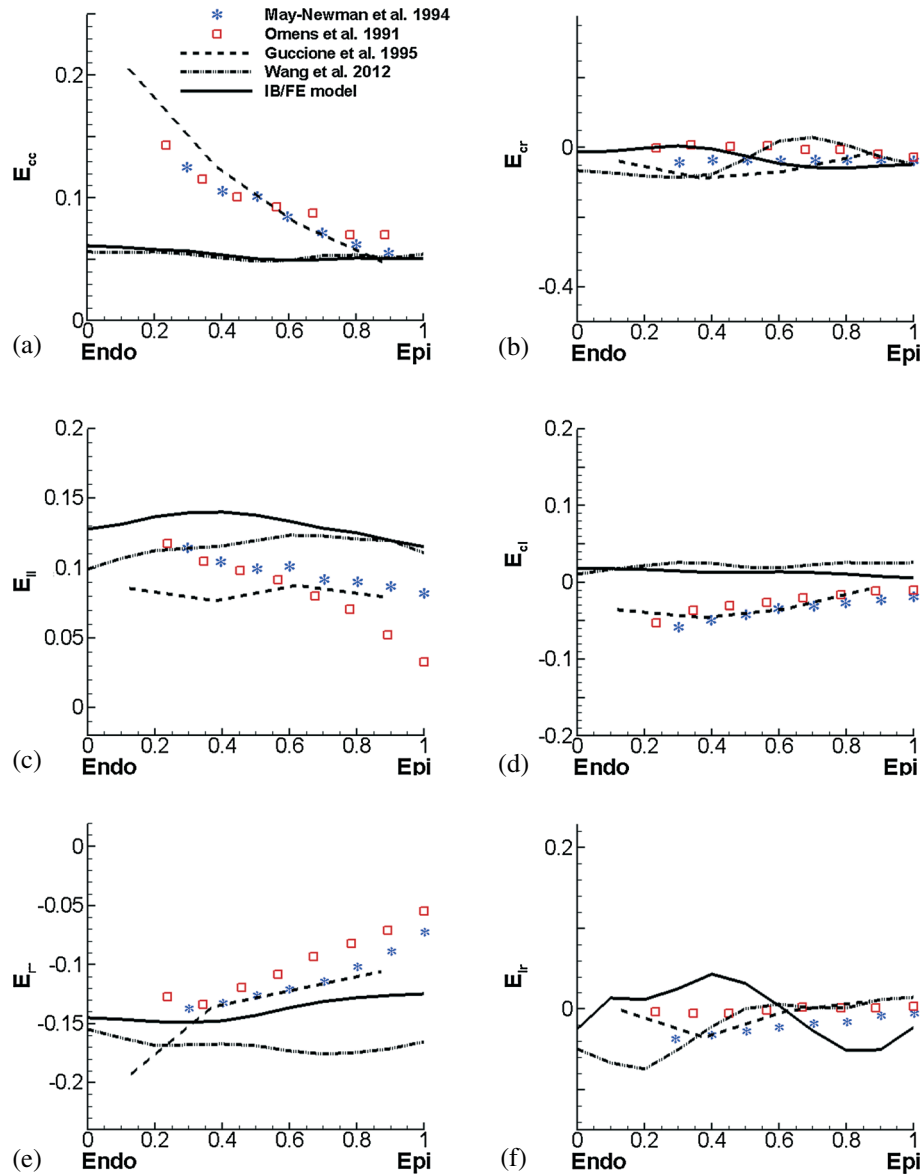 May-Newman et al. 1994
Omens et al. 1991
Guccione et al. 1995
Wang et al. 2012
IB/FE model
0.2
0.1
0
Ecc
0 0.2 0.4 0.6 0.8 1
Endo Epi
(a)
0
-0.4
Ecr
0 0.2 0.4 0.6 0.8 1
Endo Epi
(b)
0.2
0.15
0.1
0.05
0
Ell
0 0.2 0.4 0.6 0.8 1
Endo Epi
(c)
0.2
0.1
0
-0.1
-0.2
Ecl
0 0.2 0.4 0.6 0.8 1
Endo Epi
(d)
0
-0.05
-0.1
-0.15
-0.2
Err
0 0.2 0.4 0.6 0.8 1
Endo Epi
(e)
0.2
0
Elr
0 0.2 0.4 0.6 0.8 1
Endo Epi
(f)